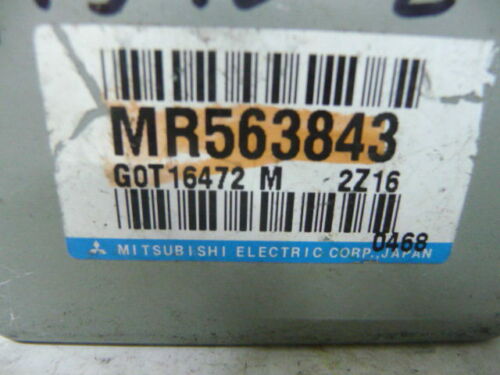 MR563843
G0T16472 M 2Z16
0468
MITSUBISHI ELECTRIC CORP.,JAPAN